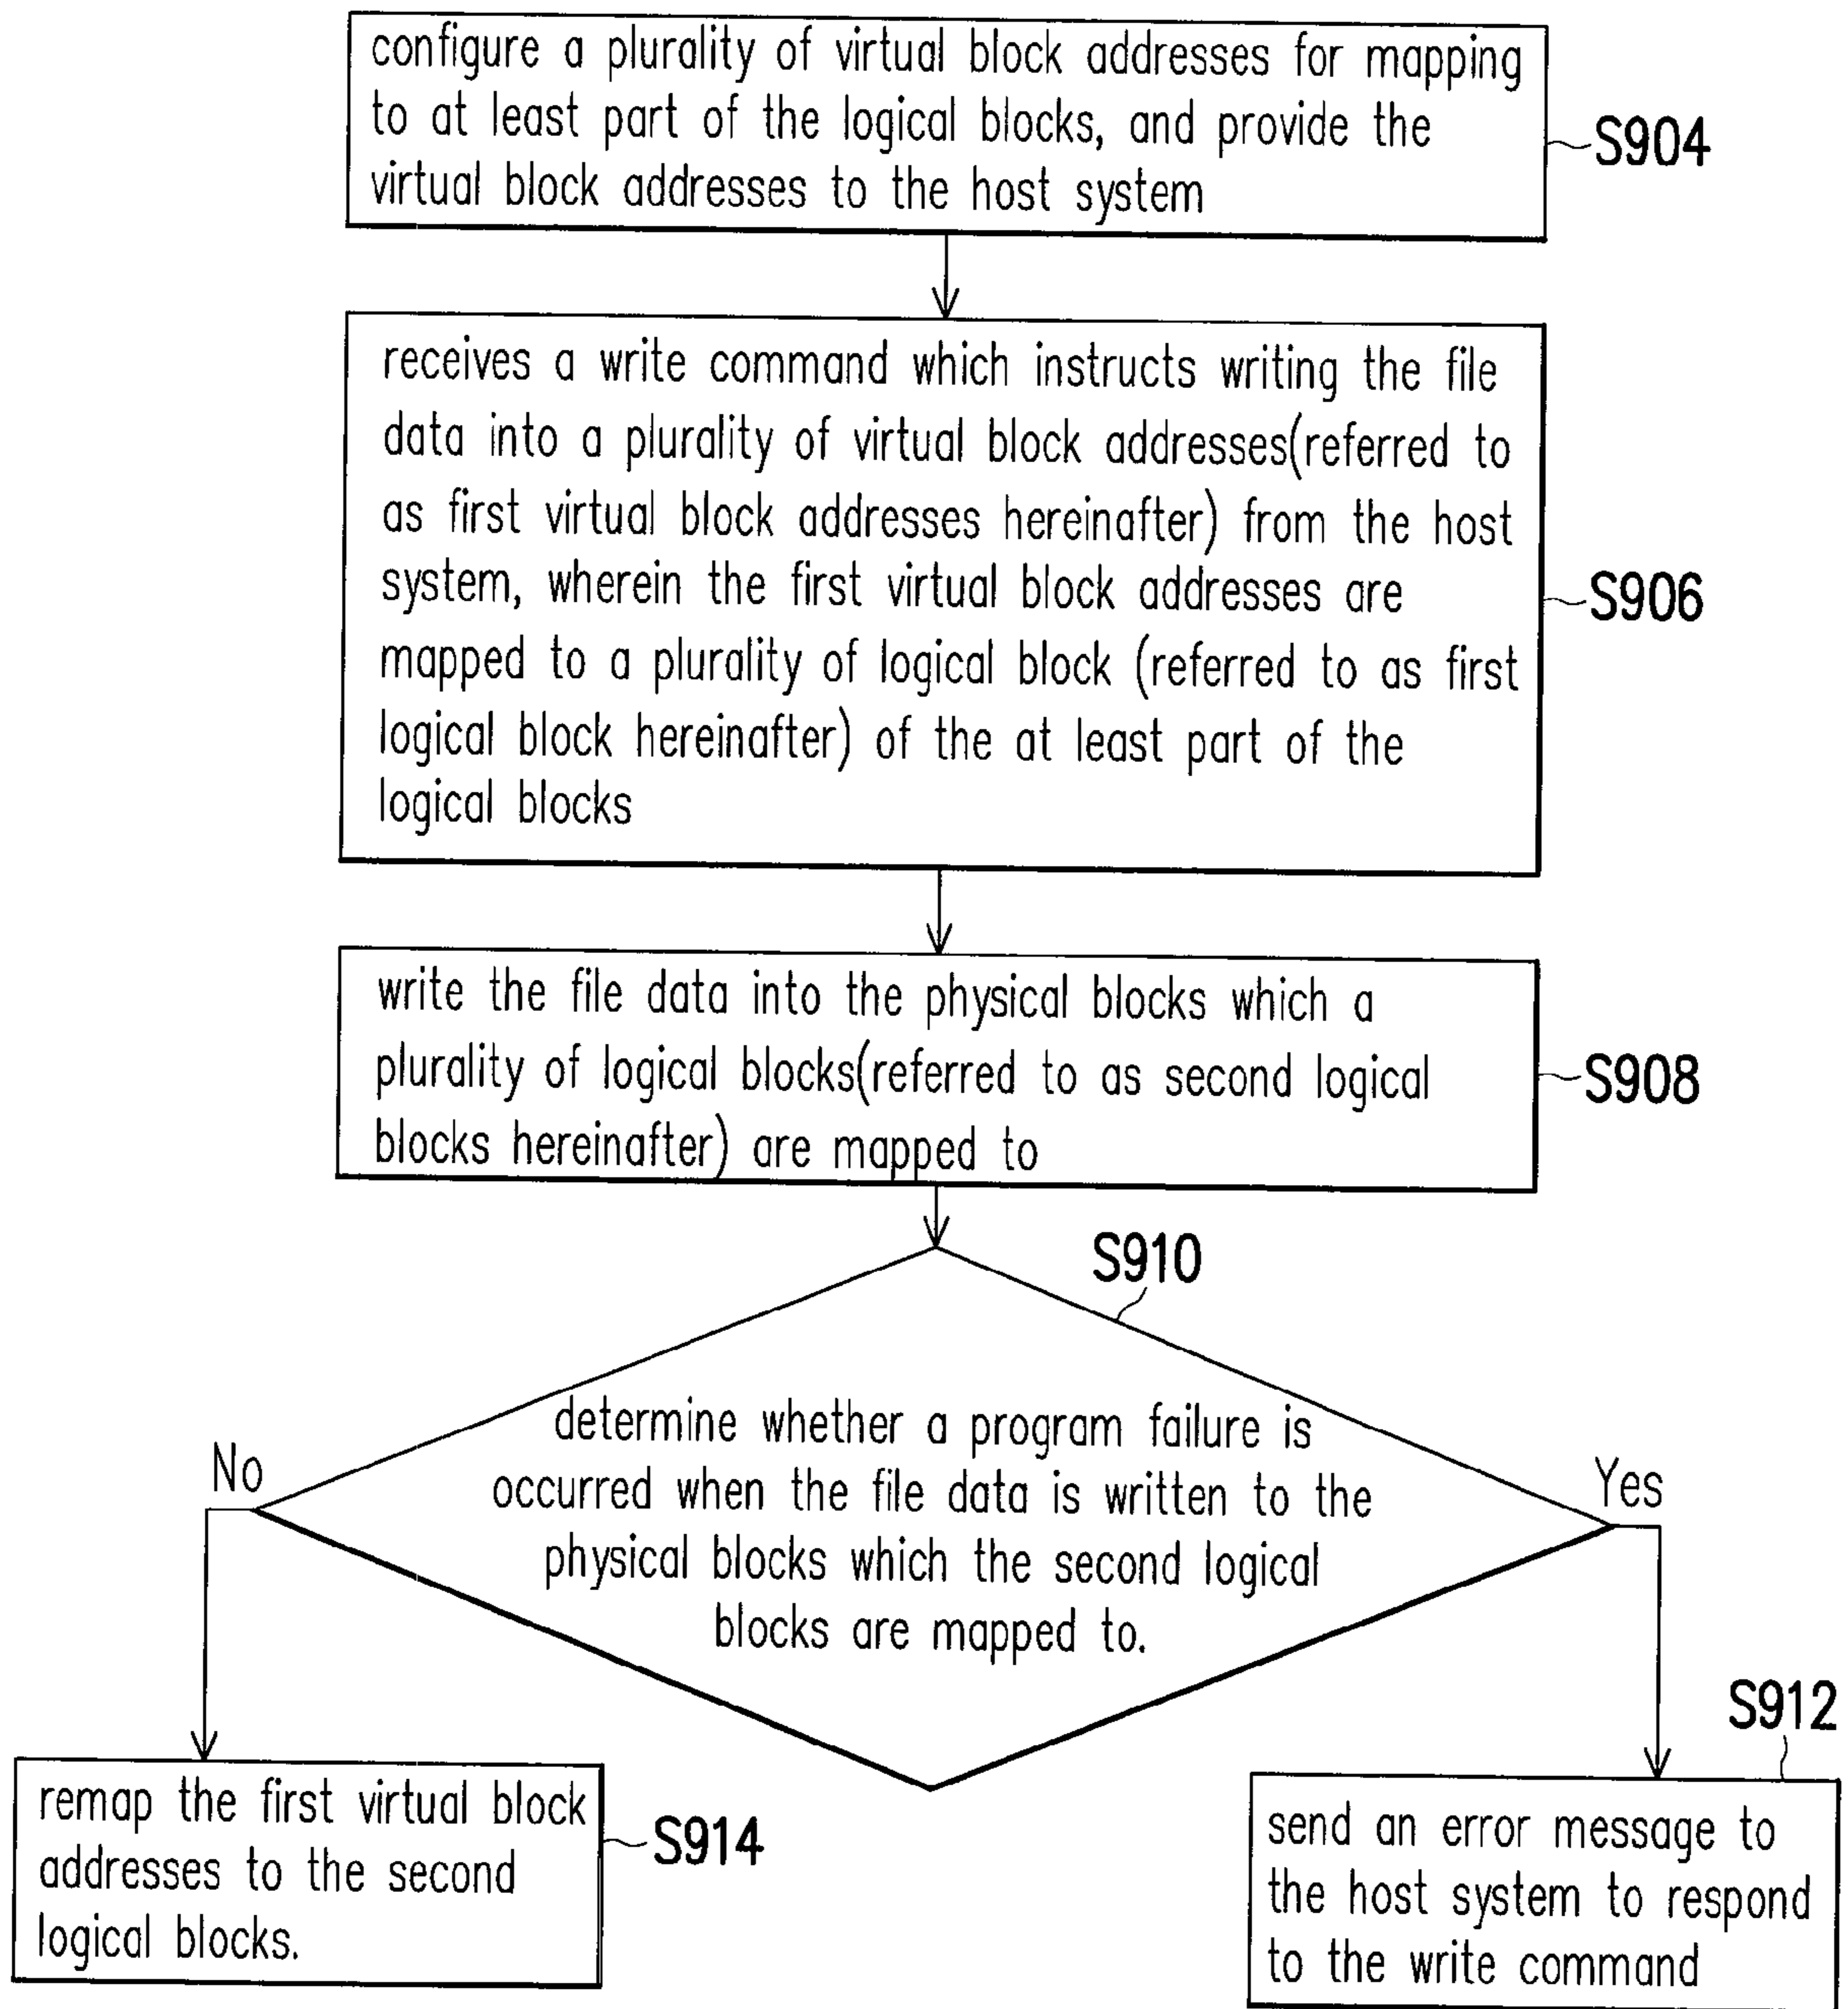 configure a plurality of virtual block addresses for mapping
to at least part of the logical blocks, and provide the
virtual block addresses to the host system
S904
receives a write command which instructs writing the file
data into a plurality of virtual block addresses(referred to
as first virtual block addresses hereinafter) from the host
system, wherein the first virtual block addresses are
mapped to a plurality of logical block (referred to as first
logical block hereinafter) of the at least part of the
logical blocks
S906
write the file data into the physical blocks which a
plurality of logical blocks(referred to as second logical
blocks hereinafter) are mapped to
S908
S910
determine whether a program failure is
occurred when the file data is written to the
physical blocks which the second logical
blocks are mapped to.
No
Yes
remap the first virtual block
addresses to the second
logical blocks.
S914
S912
send an error message to
the host system to respond
to the write command